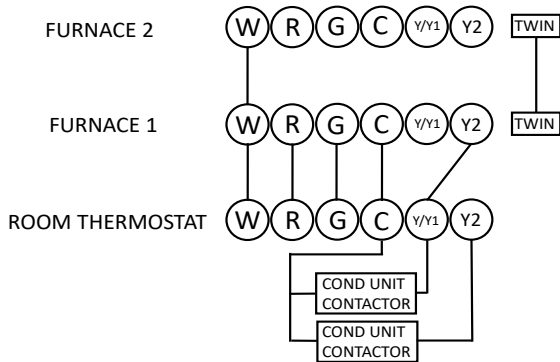 FURNACE 2 W R G C Y/Y1 Y2 TWIN
FURNACE 1 W R G C Y/Y1 Y2 TWIN
ROOM THERMOSTAT W R G C Y/Y1 Y2
COND UNIT
CONTACTOR
COND UNIT
CONTACTOR